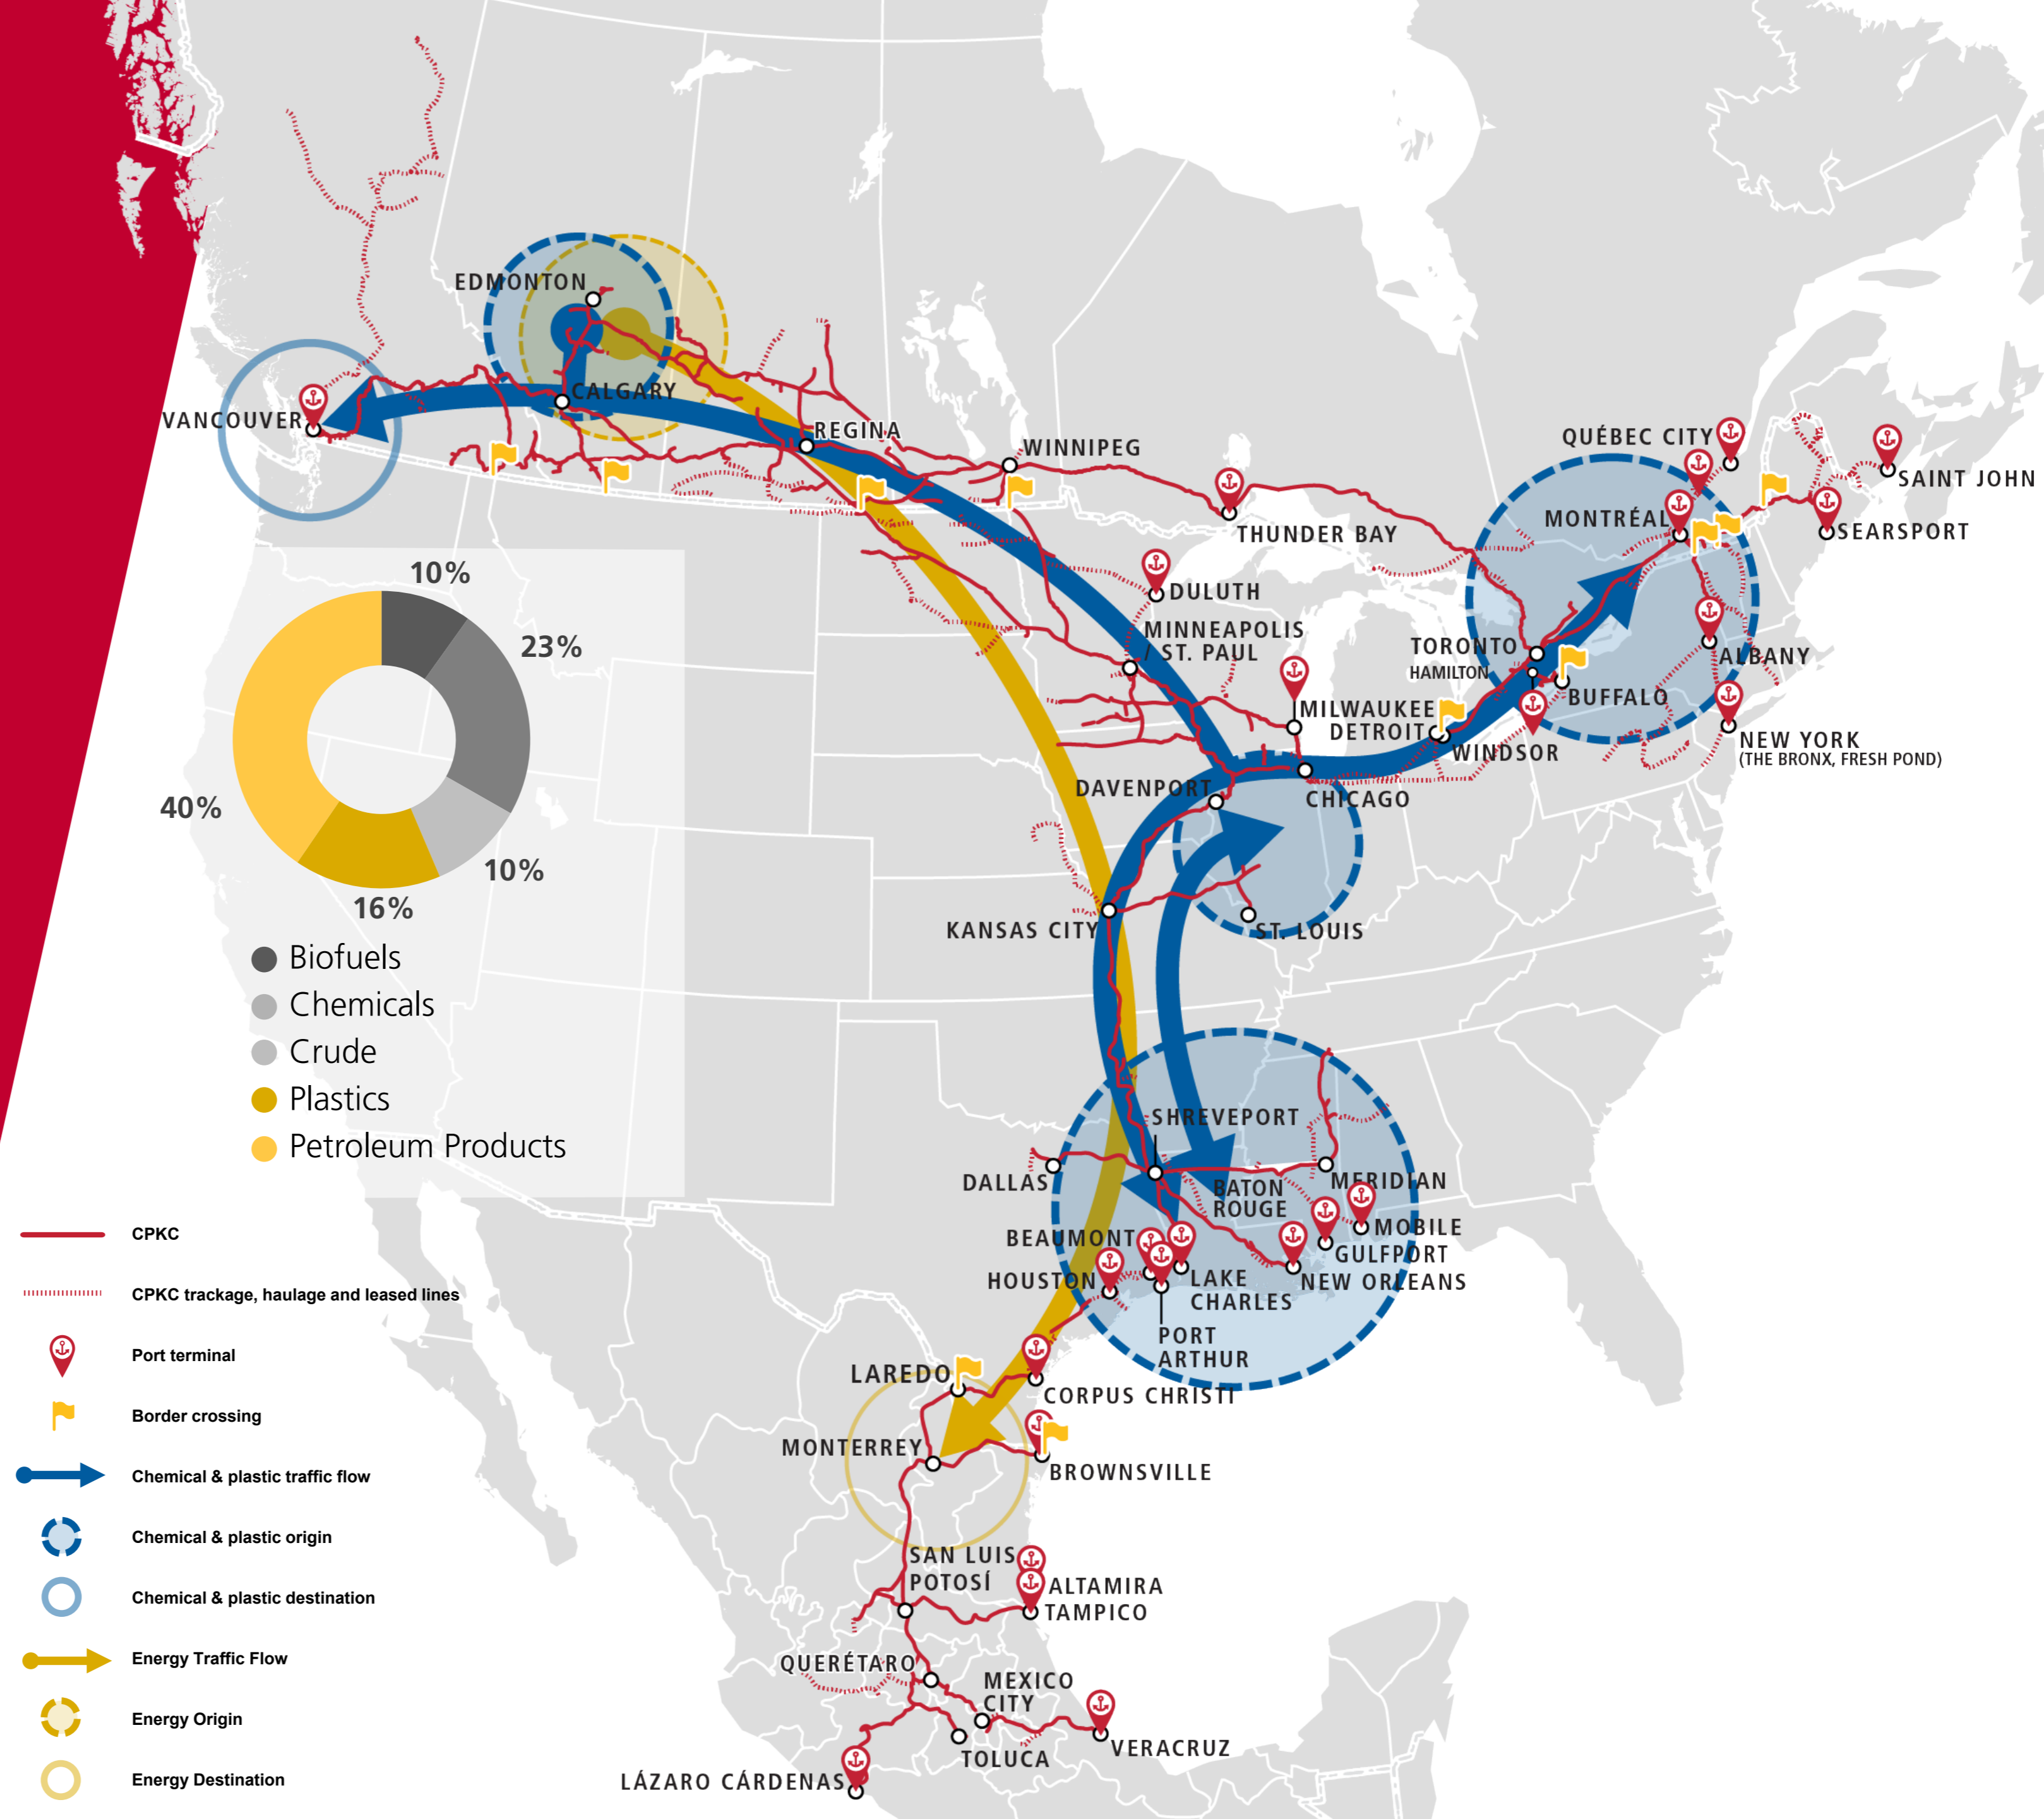 EDMONTON
CALGARY
VANCOUVER
REGINA
WINNIPEG
THUNDER BAY
QUÉBEC CITY
SAINT JOHN
MONTRÉAL
SEARSPORT
DULUTH
MINNEAPOLIS
/ ST. PAUL
TORONTO
HAMILTON
ALBANY
BUFFALO
MILWAUKEE
DETROIT
WINDSOR
NEW YORK
(THE BRONX, FRESH POND)
DAVENPORT
CHICAGO
KANSAS CITY
ST. LOUIS
10%
23%
40%
10%
16%
Biofuels
Chemicals
Crude
Plastics
Petroleum Products
SHREVEPORT
DALLAS
MERIDIAN
BATON
ROUGE
MOBILE
BEAUMONT
GULFPORT
HOUSTON
LAKE
CHARLES
NEW ORLEANS
PORT
ARTHUR
LAREDO
CORPUS CHRISTI
MONTERREY
BROWNSVILLE
SAN LUIS
POTOSÍ
ALTAMIRA
TAMPICO
QUERÉTARO
MEXICO
CITY
TOLUCA
VERACRUZ
LÁZARO CÁRDENAS
CPKC
CPKC trackage, haulage and leased lines
Port terminal
Border crossing
Chemical & plastic traffic flow
Chemical & plastic origin
Chemical & plastic destination
Energy Traffic Flow
Energy Origin
Energy Destination